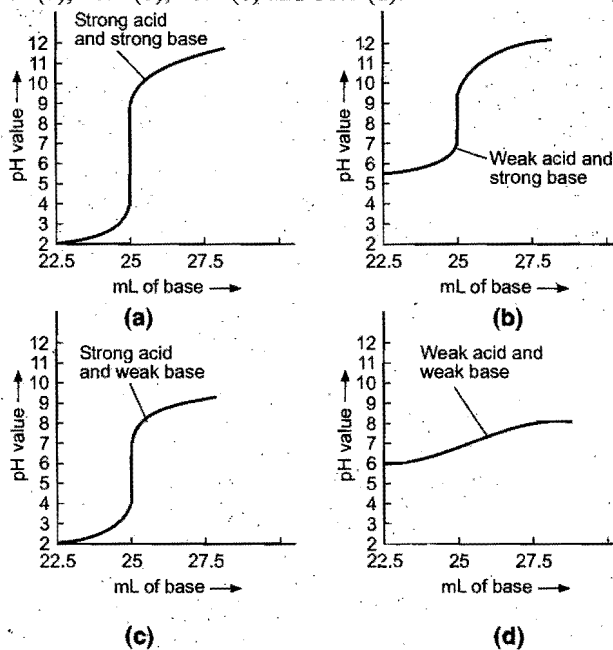 Strong acid
and strong base
12
11
10
9
8
7
6
5
4
3
2
pH value
22.5 25 27.5
mL of base
(a)
12
11
10
9
8
7
6
5
4
3
2
pH value
Weak acid and
strong base
22.5 25 27.5
mL of base
(b)
Strong acid
and weak base
12
11
10
9
8
7
6
5
4
3
2
pH value
22.5 25 27.5
mL of base
(c)
Weak acid and
weak base
12
11
10
9
8
7
6
5
4
3
2
pH value
22.5 25 27.5
mL of base
(d)